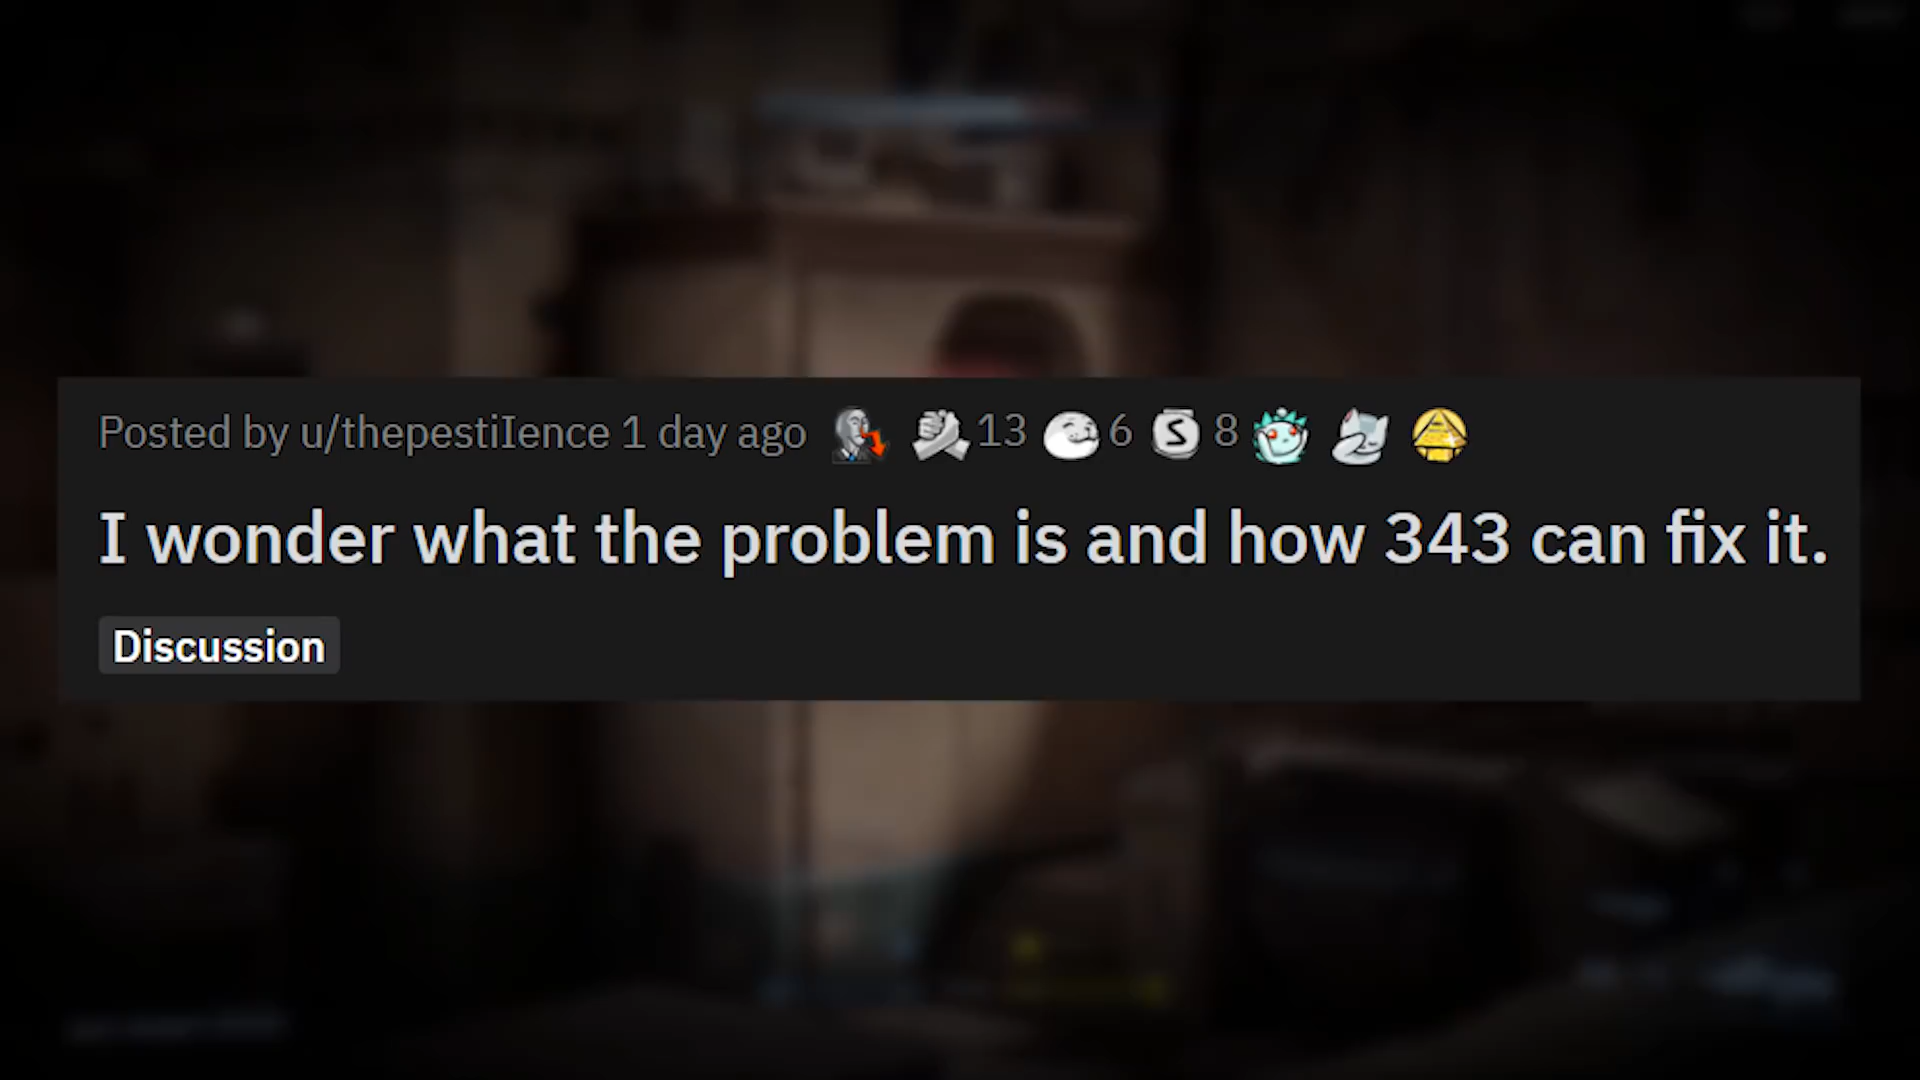 Posted by u/thepestiIence 1 day ago 13 6 S 8
I wonder what the problem is and how 343 can fix it.
Discussion